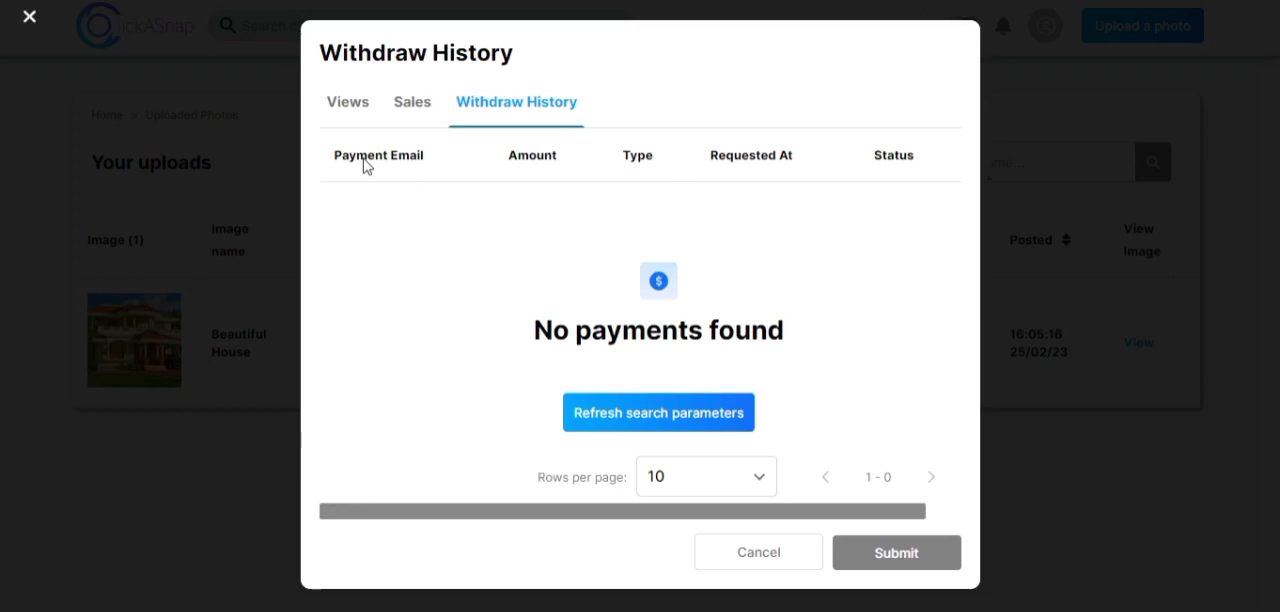 ickASnap
Search
Upload a photo
Withdraw History
Views Sales Withdraw History
Home > Uploaded Photos
Your uploads
Payment Email Amount Type Requested At Status
Image (1)
Image
name
Posted
View
Image
Beautiful
House
16:05:16
25/02/23
View
$
No payments found
Refresh search parameters
Rows per page: 10 1 - 0
Cancel Submit